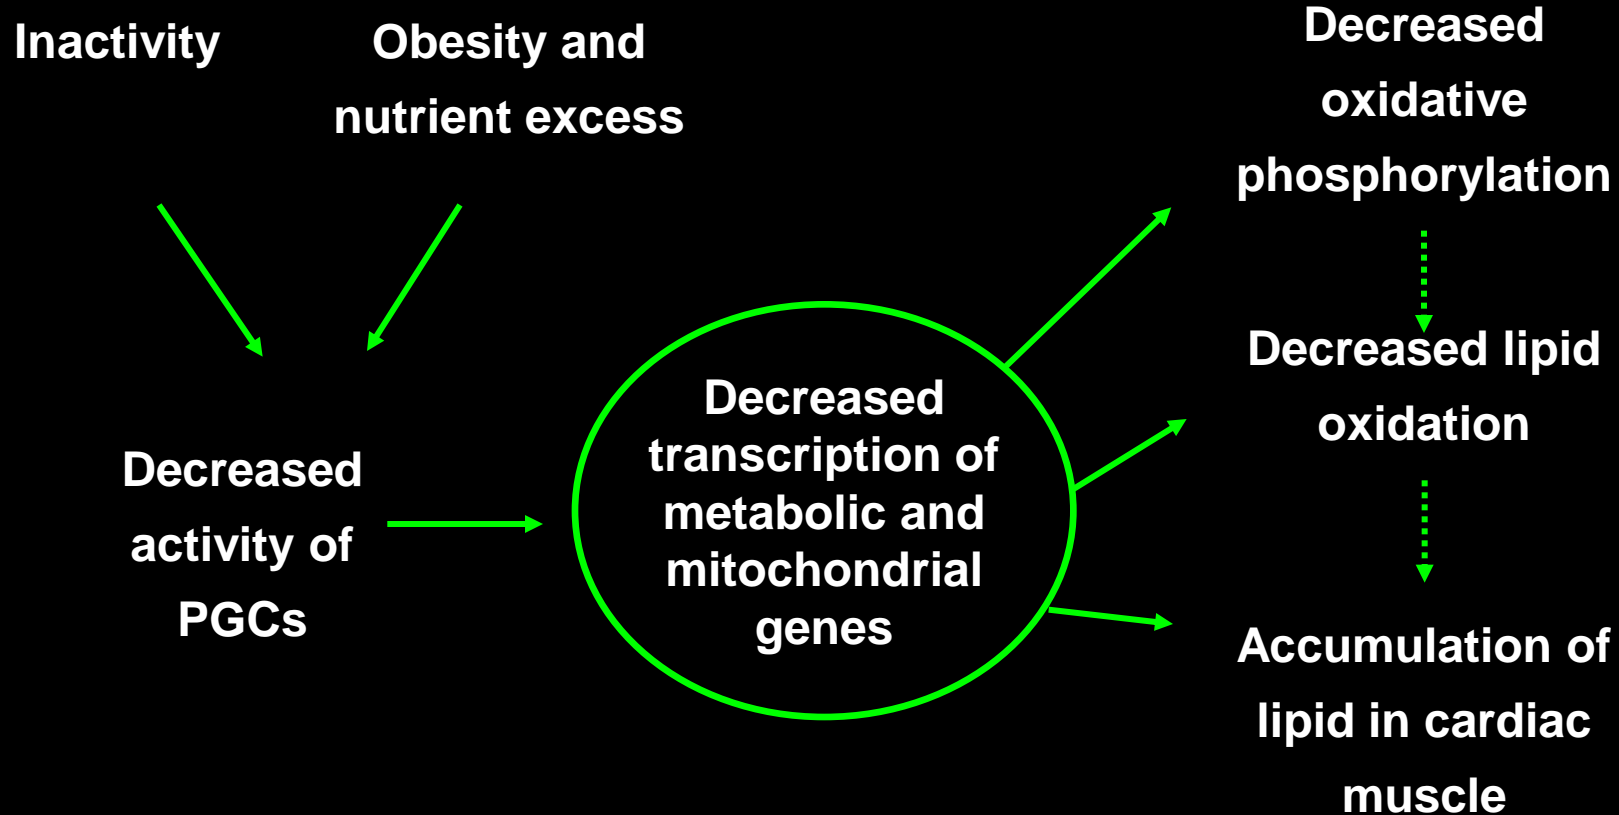 Inactivity
Obesity and
nutrient excess
Decreased
activity of
PGCs
Decreased
transcription of
metabolic and
mitochondrial
genes
Decreased
oxidative
phosphorylation
Decreased lipid
oxidation
Accumulation of
lipid in cardiac
muscle